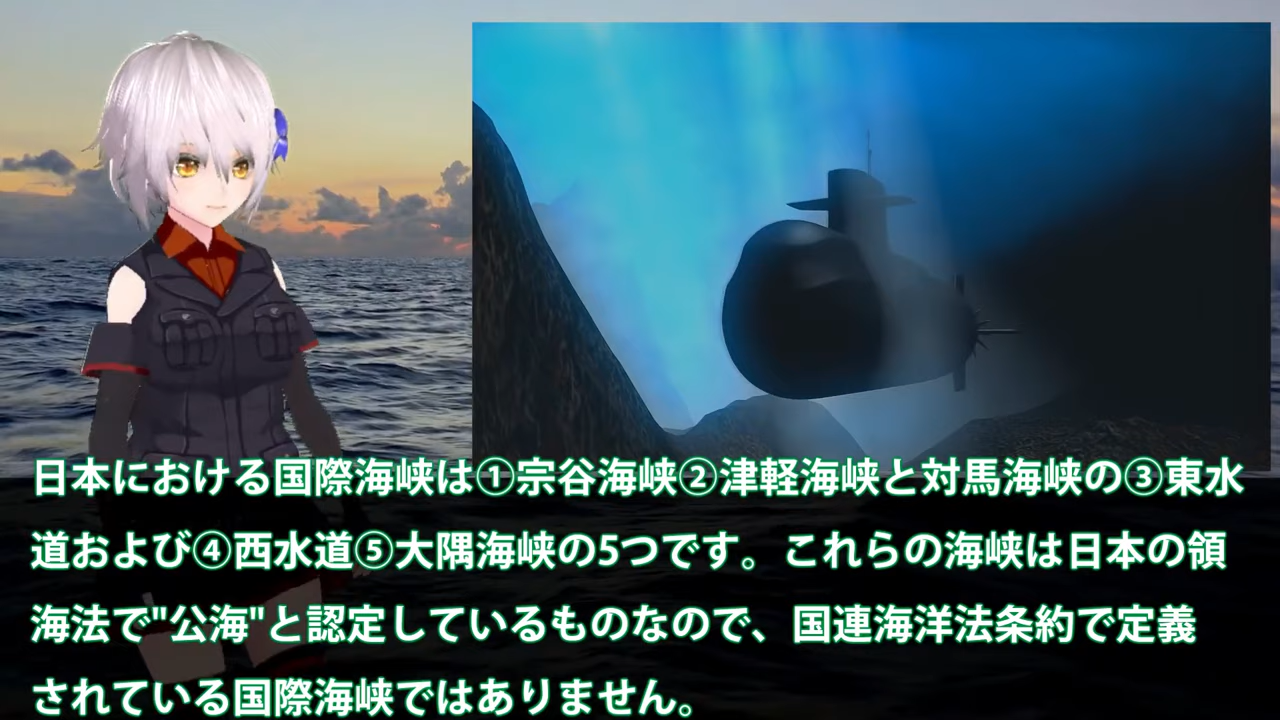 日本における国際海峡は①宗谷海峡②津軽海峡と対馬海峡の③東水
道および④西水道⑤大隅海峡の5つです。これらの海峡は日本の領
海法で"公海"と認定しているものなので、国連海洋法条約で定義
されている国際海峡ではありません。